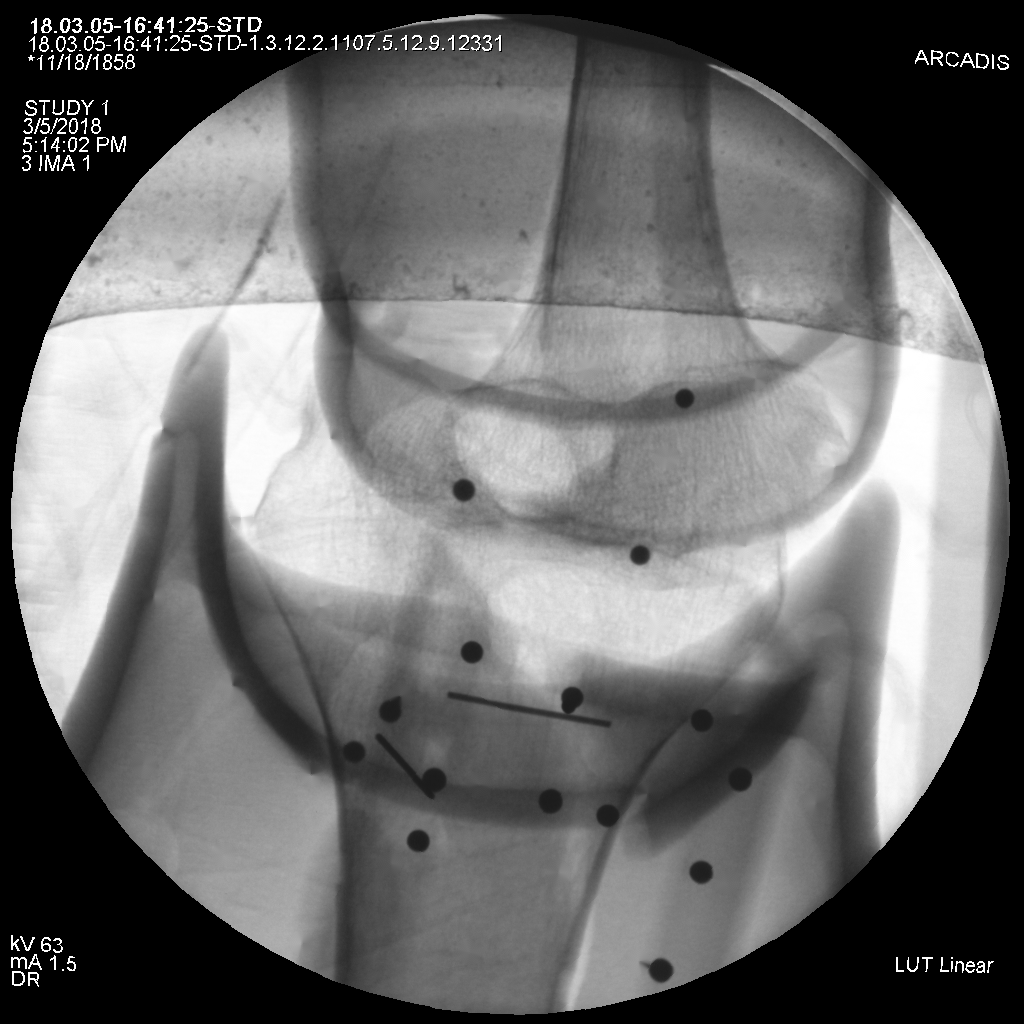 18.03.05-16:41:25-STD
18.03.05-16:41:25-STD-1.3.12.2.1107.5.12.9.12331
*11/18/1858
ARCADIS
STUDY 1
3/5/2018
5:14:02 PM
3 IMA 1
kV 63
mA 1.5
DR
LUT Linear